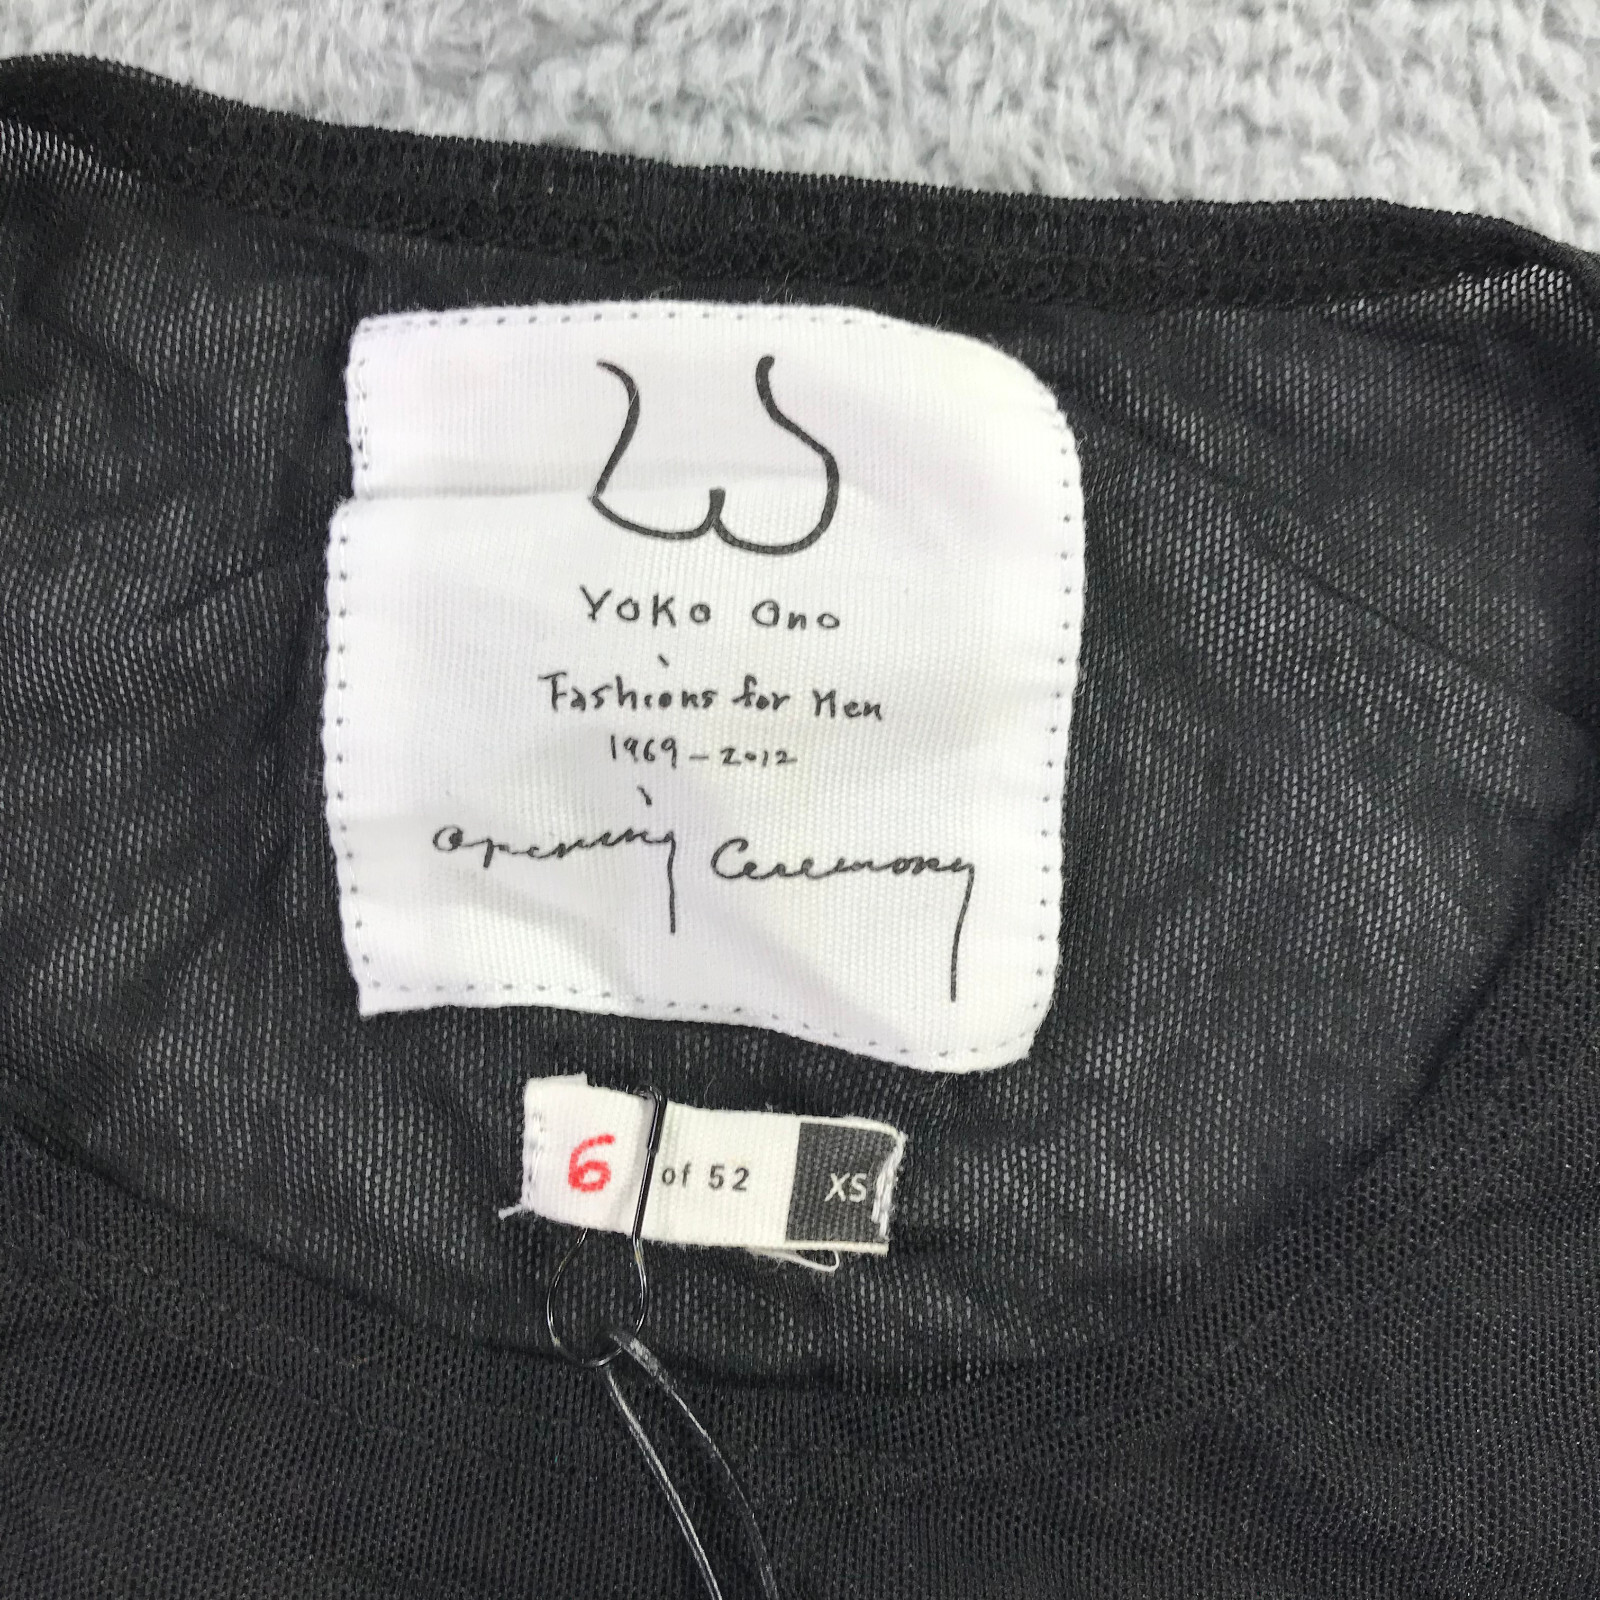 Yoko Ono
Fashions for Men
1969-2012
Opening Ceremony
6 of 52 XS